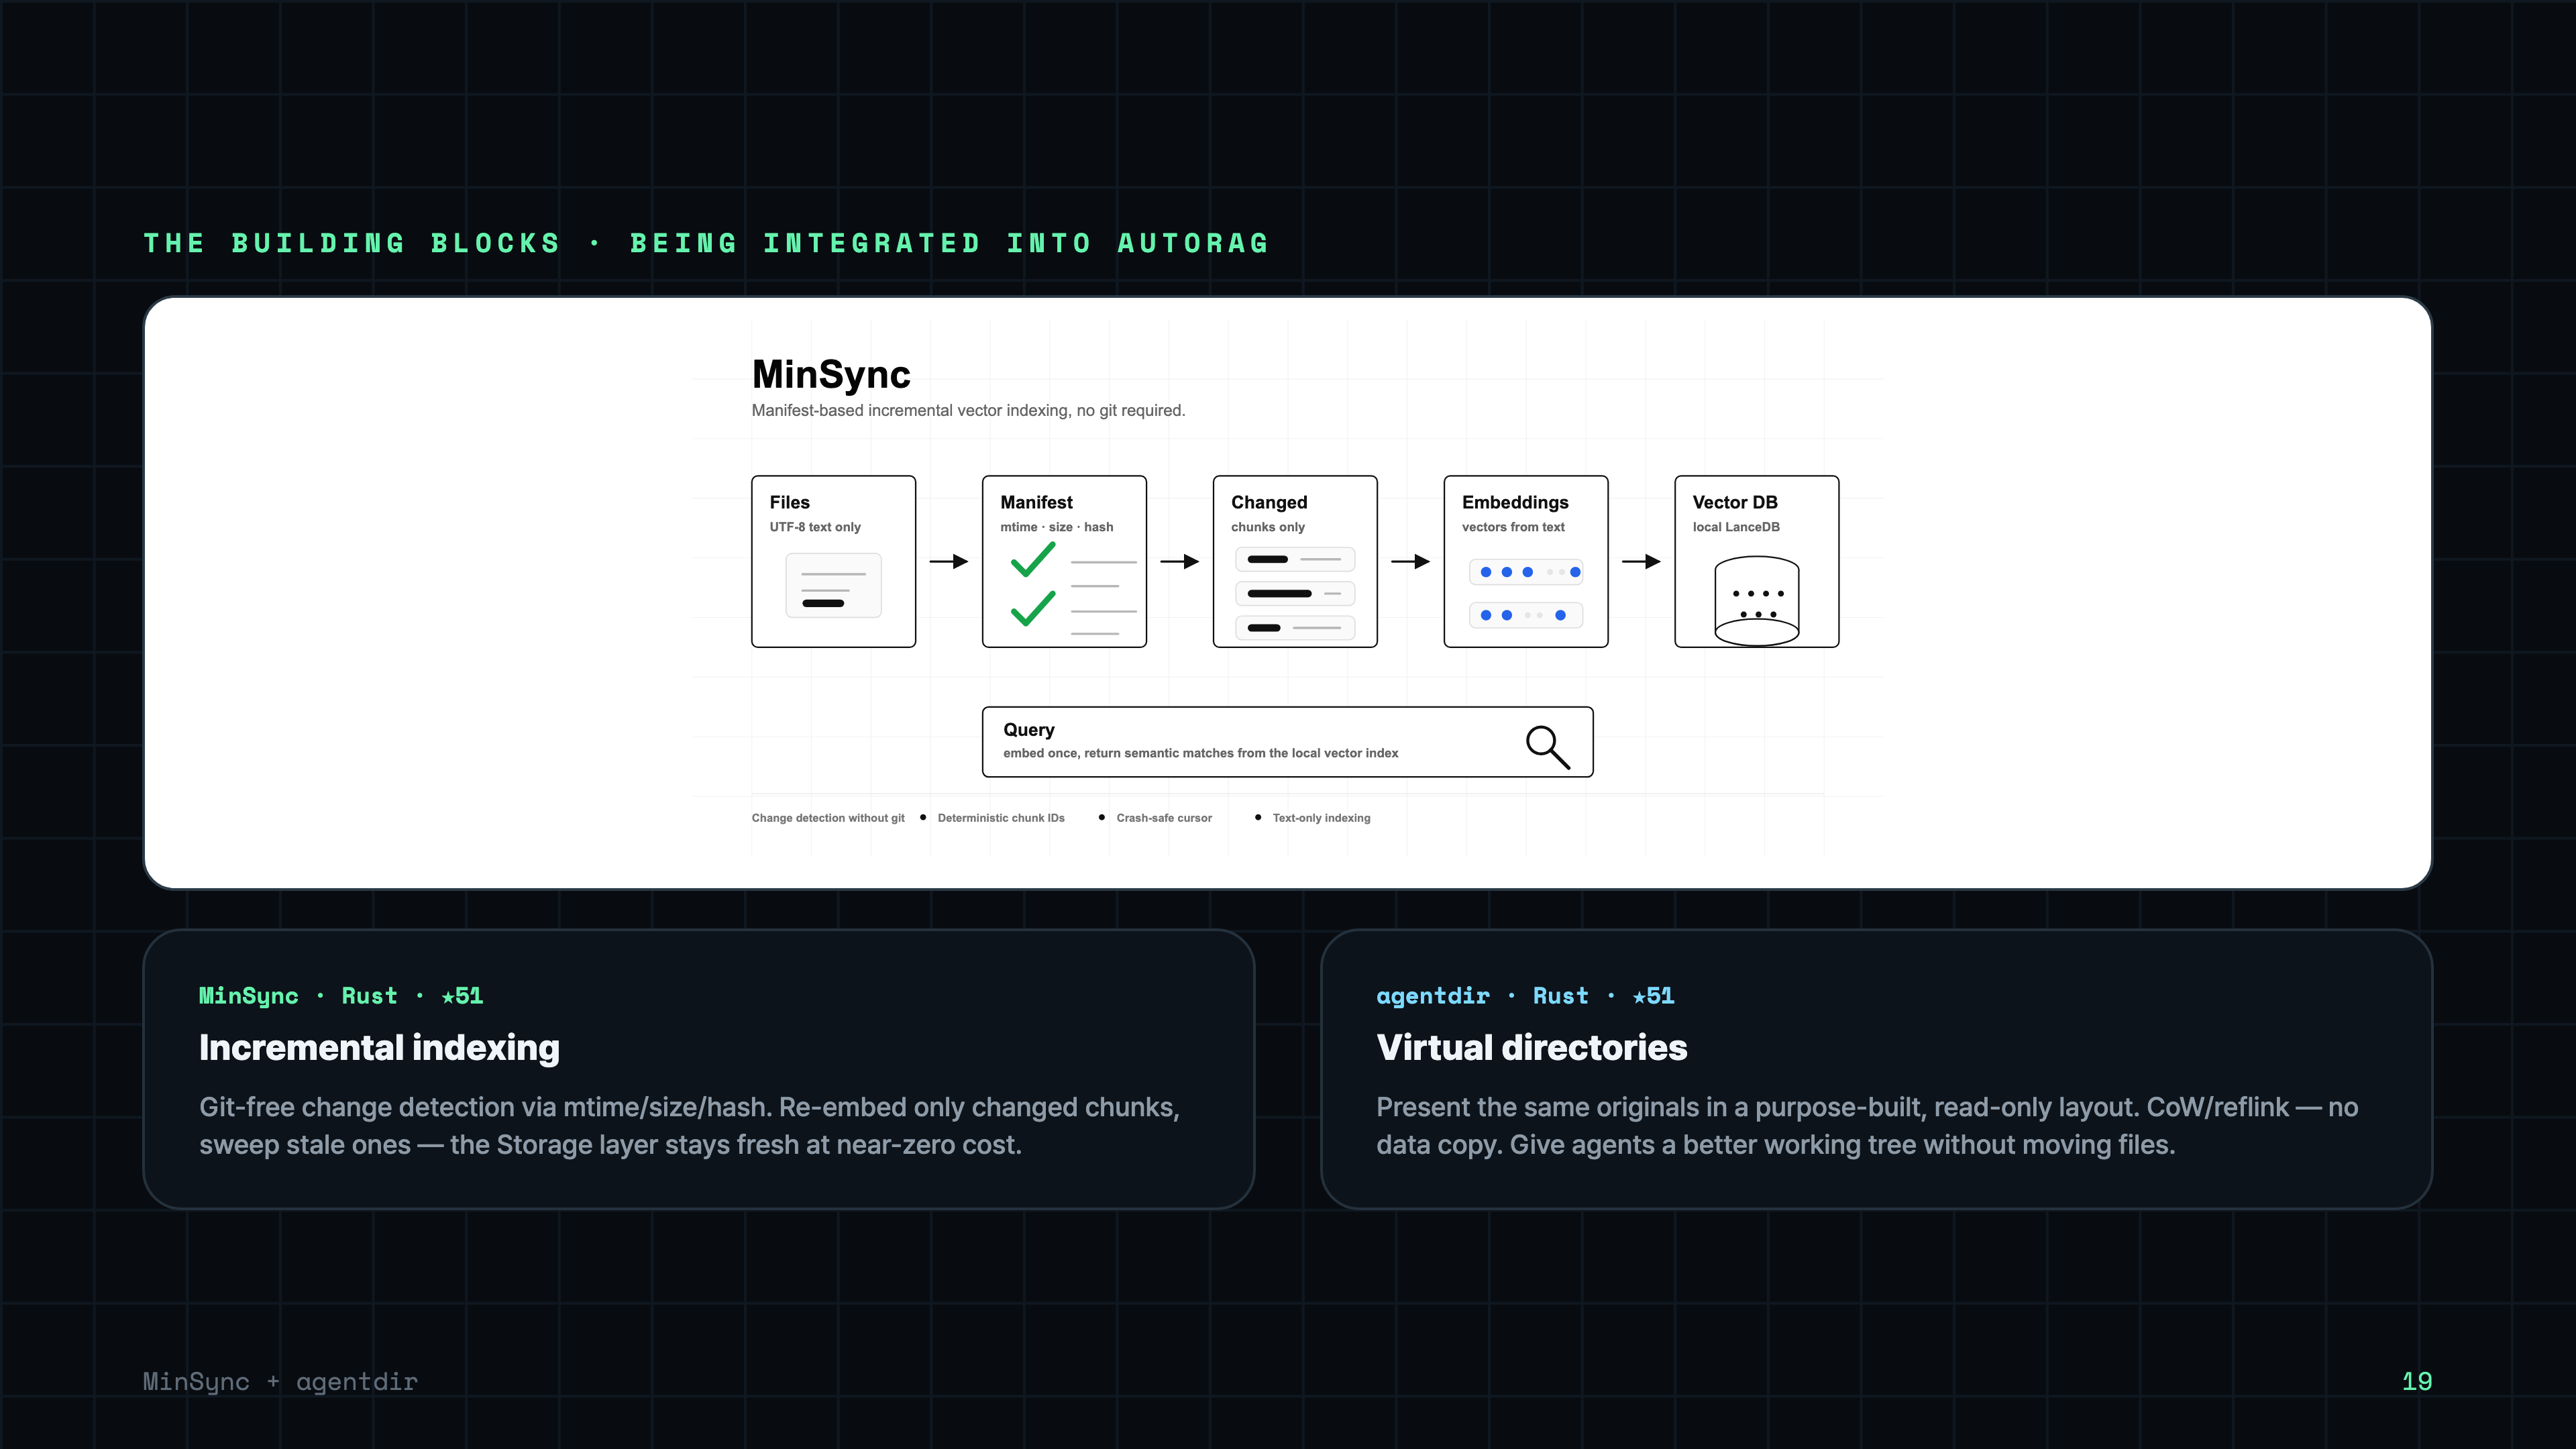 THE BUILDING BLOCKS · BEING INTEGRATED INTO AUTORAG
MinSync
Manifest-based incremental vector indexing, no git required.
Files
UTF-8 text only
Manifest
mtime · size · hash
Changed
chunks only
Embeddings
vectors from text
Vector DB
local LanceDB
Query
embed once, return semantic matches from the local vector index
Change detection without git • Deterministic chunk IDs • Crash-safe cursor • Text-only indexing
MinSync · Rust · ★51
Incremental indexing
Git-free change detection via mtime/size/hash. Re-embed only changed chunks,
sweep stale ones — the Storage layer stays fresh at near-zero cost.
agentdir · Rust · ★51
Virtual directories
Present the same originals in a purpose-built, read-only layout. CoW/reflink — no
data copy. Give agents a better working tree without moving files.
MinSync + agentdir
19